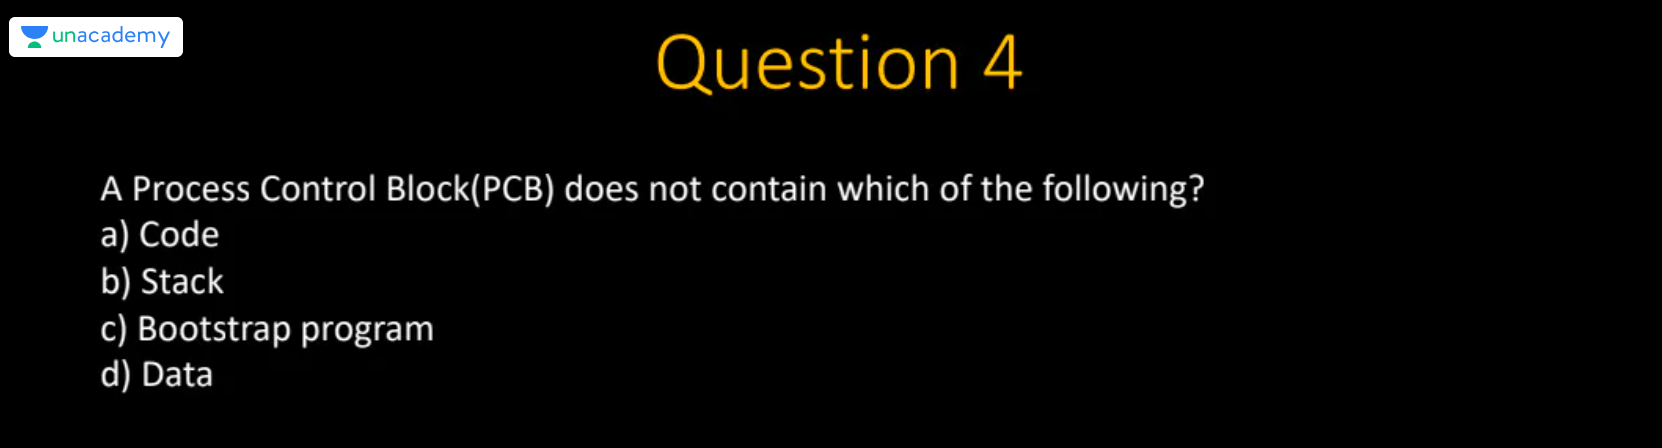 unacademy
Question 4
A Process Control Block(PCB) does not contain which of the following?
a) Code
b) Stack
c) Bootstrap program
d) Data